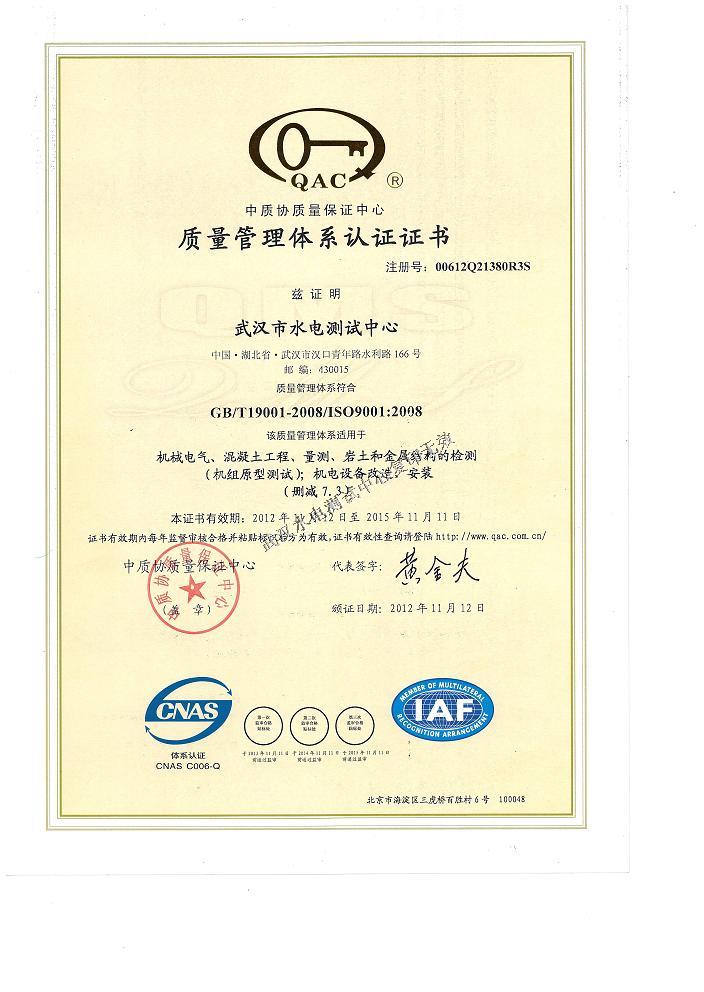 QAC ®
中质协质量保证中心
质量管理体系认证证书
注册号：00612Q21380R3S
QMS
兹证明
武汉市水电测试中心
中国·湖北省·武汉市汉口青年路水利路166号
邮 编：430015
质量管理体系符合
GB/T19001-2008/ISO9001:2008
该质量管理体系适用于
机械电气、混凝土工程、量测、岩土和金属材料的检测
（机组原型测试）；机电设备改造、安装
（删减7.3）
武汉水电测试中心复印无效
本证书有效期：2012年11月12日至2015年11月11日
证书有效期内每年监督审核合格并粘贴标识后方为有效,证书有效性查询请登陆http://www.qac.com.cn/
中质协质量保证中心
代表签字：黄金夫
（盖 章）
中质协质量保证中心
颁证日期：2012年11月12日
CNAS
体系认证
CNAS C006-Q
第一次
监审合格
贴标处
第二次
监审合格
贴标处
第三次
监审合格
贴标处
于2013年11月11日
前通过监审
于2014年11月11日
前通过监审
于2015年11月11日
前通过监审
MEMBER OF MULTILATERAL
IAF
RECOGNITION ARRANGEMENT
北京市海淀区三虎桥百胜村6号 100048